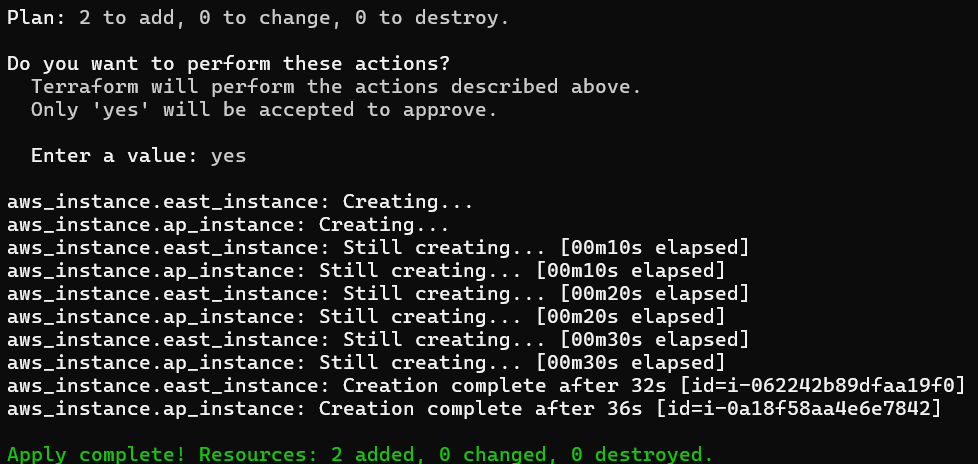 Plan: 2 to add, 0 to change, 0 to destroy.
Do you want to perform these actions?
Terraform will perform the actions described above.
Only 'yes' will be accepted to approve.
Enter a value: yes
aws_instance.east_instance: Creating...
aws_instance.ap_instance: Creating...
aws_instance.east_instance: Still creating... [00m10s elapsed]
aws_instance.ap_instance: Still creating... [00m10s elapsed]
aws_instance.east_instance: Still creating... [00m20s elapsed]
aws_instance.ap_instance: Still creating... [00m20s elapsed]
aws_instance.east_instance: Still creating... [00m30s elapsed]
aws_instance.ap_instance: Still creating... [00m30s elapsed]
aws_instance.east_instance: Creation complete after 32s [id=i-062242b89dfaa19f0]
aws_instance.ap_instance: Creation complete after 36s [id=i-0a18f58aa4e6e7842]
Apply complete! Resources: 2 added, 0 changed, 0 destroyed.